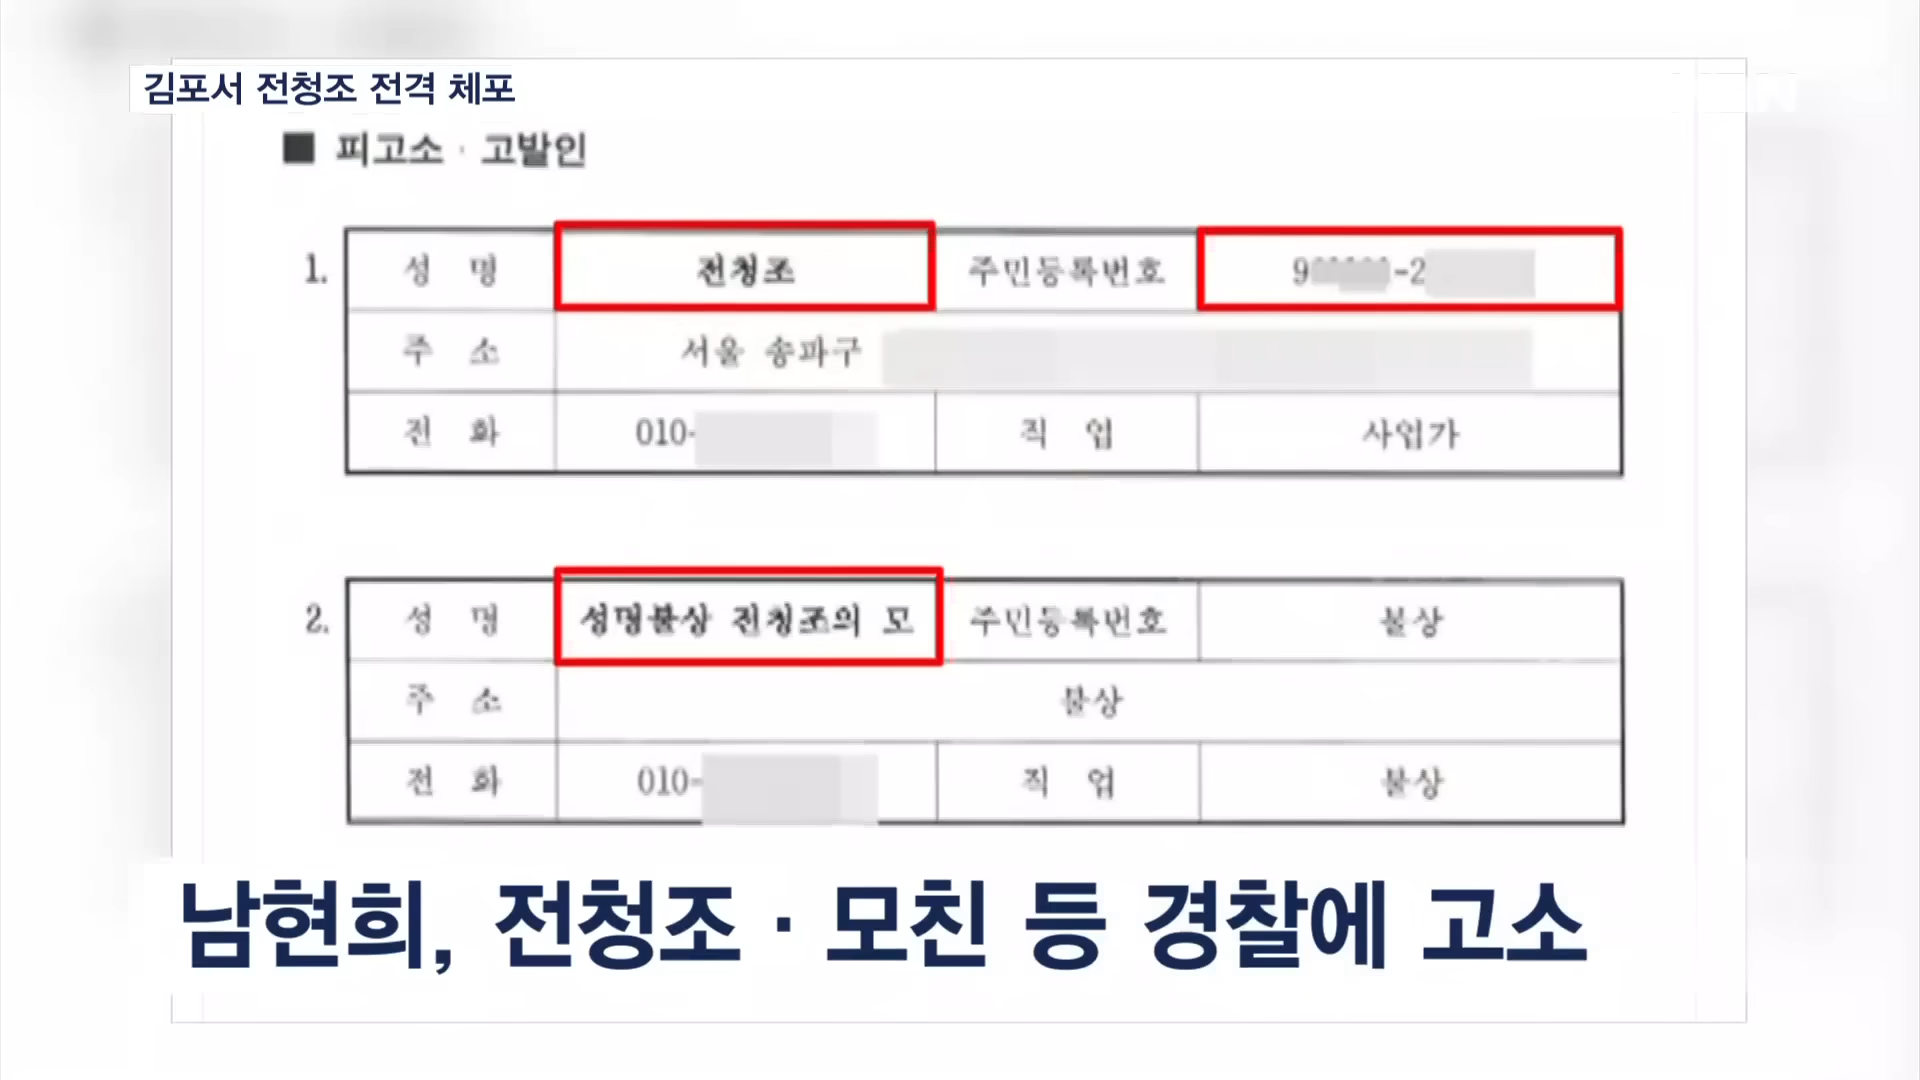 김포서 전청조 전격 체포
■ 피고소·고발인
1. 성 명 전청조 주민등록번호 9 -2
주 소 서울 송파구
전 화 010- 직 업 사업가
2. 성 명 성명불상 전청조의 모 주민등록번호 불상
주 소 불상
전 화 010- 직 업 불상
남현희, 전청조·모친 등 경찰에 고소